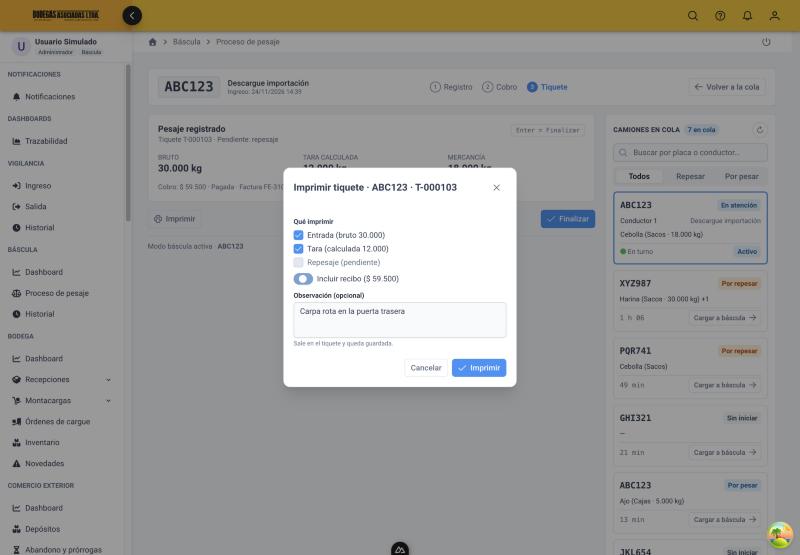 BODEGAS ASOCIADAS LTDA.
U
Usuario Simulado
Administrador Báscula
NOTIFICACIONES
Notificaciones
DASHBOARDS
Trazabilidad
VIGILANCIA
Ingreso
Salida
Historial
BÁSCULA
Dashboard
Proceso de pesaje
Historial
BODEGA
Dashboard
Recepciones
Montacargas
Órdenes de cargue
Inventario
Novedades
COMERCIO EXTERIOR
Dashboard
Depósitos
Abandono y prórrogas
Báscula > Proceso de pesaje
ABC123
Descargue importación
Ingreso: 24/11/2026 14:39
1 Registro
2 Cobro
3 Tiquete
Volver a la cola
Pesaje registrado
Tiquete T-000103 · Pendiente: repesaje
Enter = Finalizar
BRUTO
30.000 kg
TARA CALCULADA
12.000 kg
MERCANCÍA
18.000 kg
Cobro: $ 59.500 · Pagado · Factura FE-310
Imprimir
Finalizar
Modo báscula activa ABC123
Imprimir tiquete · ABC123 · T-000103
Qué imprimir
Entrada (bruto 30.000)
Tara (calculada 12.000)
Repesaje (pendiente)
Incluir recibo ($ 59.500)
Observación (opcional)
Carpa rota en la puerta trasera
Sale en el tiquete y queda guardada.
Cancelar
Imprimir
CAMIONES EN COLA 7 en cola
Buscar por placa o conductor...
Todos Repesar Por pesar
ABC123 En atención
Conductor 1 Descargue importación
Cebolla (Sacos · 18.000 kg)
En turno Activo
XYZ987 Por repesar
Harina (Sacos · 30.000 kg) +1
1 h 06 Cargar a báscula
PQR741 Por repesar
Cebolla (Sacos)
49 min Cargar a báscula
GHI321 Sin iniciar
—
21 min Cargar a báscula
ABC123 Por pesar
Ajo (Cajas · 5.000 kg)
13 min Cargar a báscula
JKL654 Sin iniciar